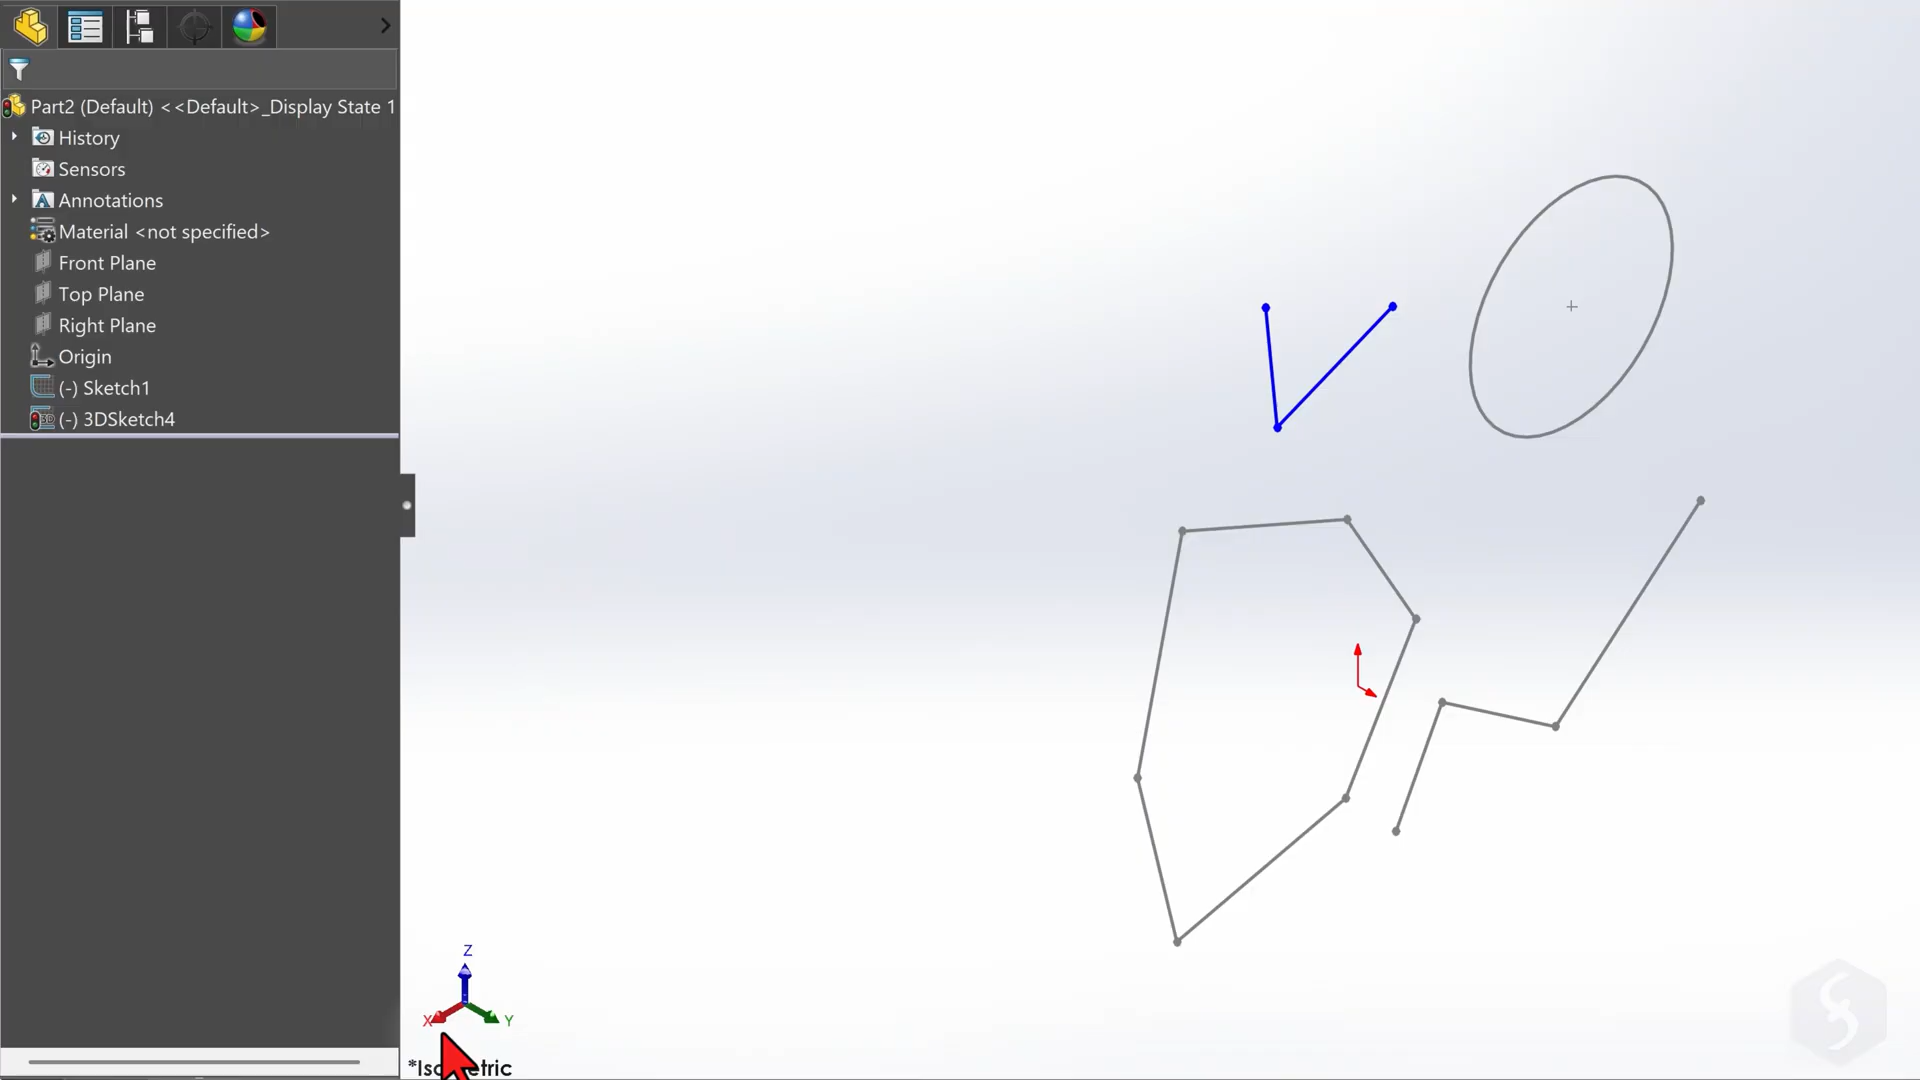 Part2 (Default) <<Default>_Display State 1
History
Sensors
Annotations
Material <not specified>
Front Plane
Top Plane
Right Plane
Origin
(-) Sketch1
(-) 3DSketch4
Z
X
Y